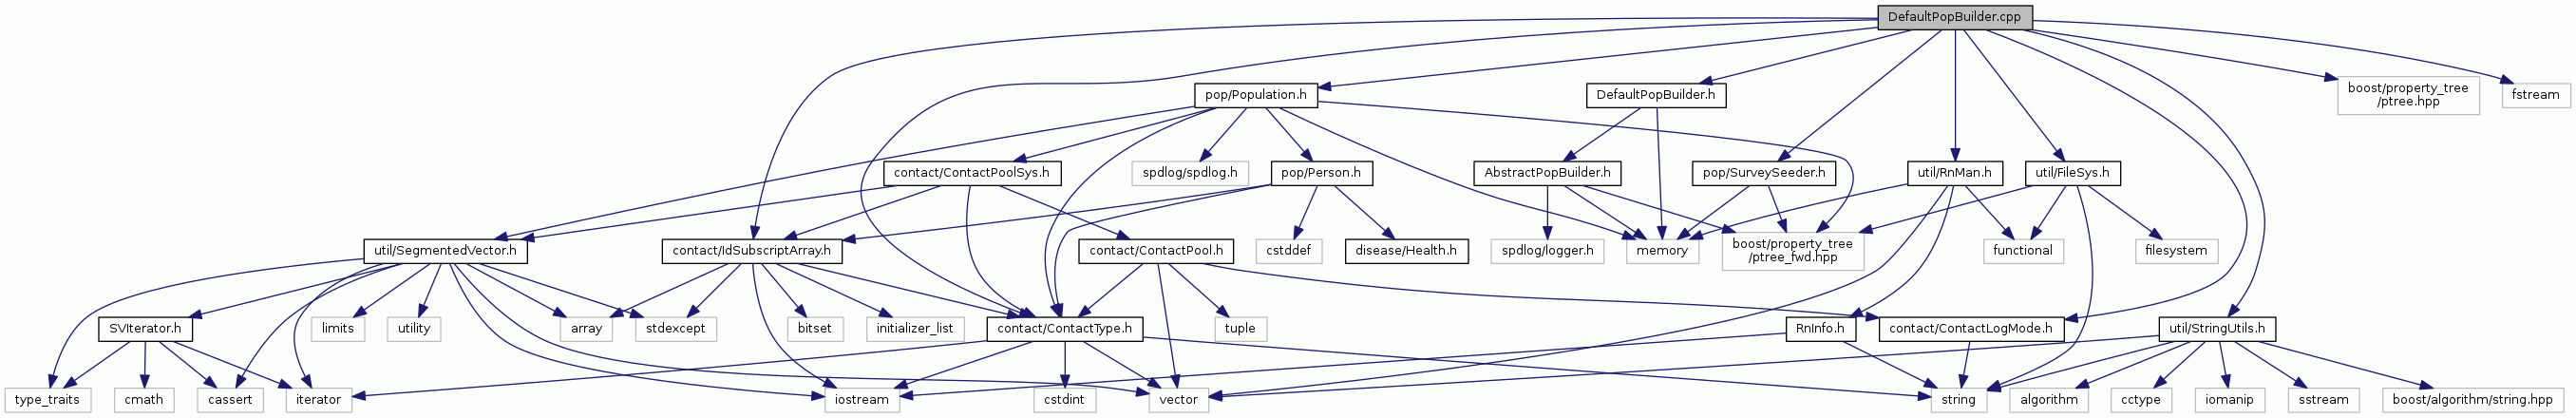 DefaultPopBuilder.cpp
pop/Population.h
DefaultPopBuilder.h
boost/property_tree
/ptree.hpp
fstream
contact/ContactPoolSys.h
spdlog/spdlog.h
pop/Person.h
AbstractPopBuilder.h
pop/SurveySeeder.h
util/RnMan.h
util/FileSys.h
util/SegmentedVector.h
contact/IdSubscriptArray.h
contact/ContactPool.h
cstddef
disease/Health.h
spdlog/logger.h
memory
boost/property_tree
/ptree_fwd.hpp
functional
filesystem
SVIterator.h
limits
utility
array
stdexcept
bitset
initializer_list
contact/ContactType.h
tuple
RnInfo.h
contact/ContactLogMode.h
util/StringUtils.h
type_traits
cmath
cassert
iterator
iostream
cstdint
vector
string
algorithm
cctype
iomanip
sstream
boost/algorithm/string.hpp